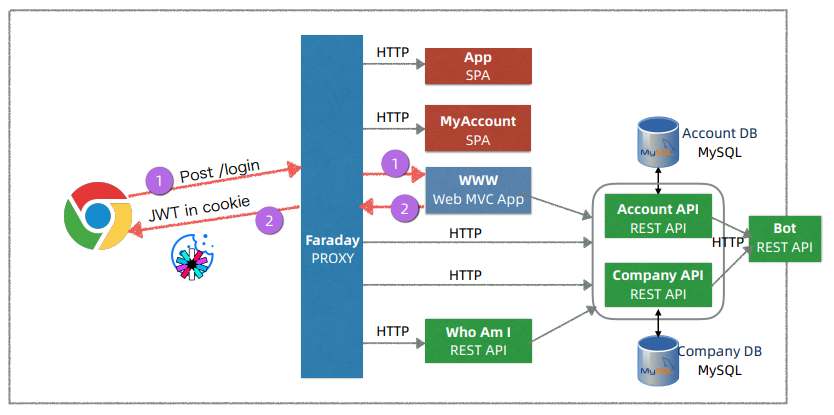 HTTP
App
SPA
HTTP
MyAccount
SPA
Account DB
MySQL
MySQL
1
Post /login
1
WWW
Web MVC App
JWT in cookie
2
2
Account API
REST API
Bot
REST API
HTTP
HTTP
Faraday
PROXY
Company API
REST API
HTTP
HTTP
Who Am I
REST API
Company DB
MySQL
MySQL